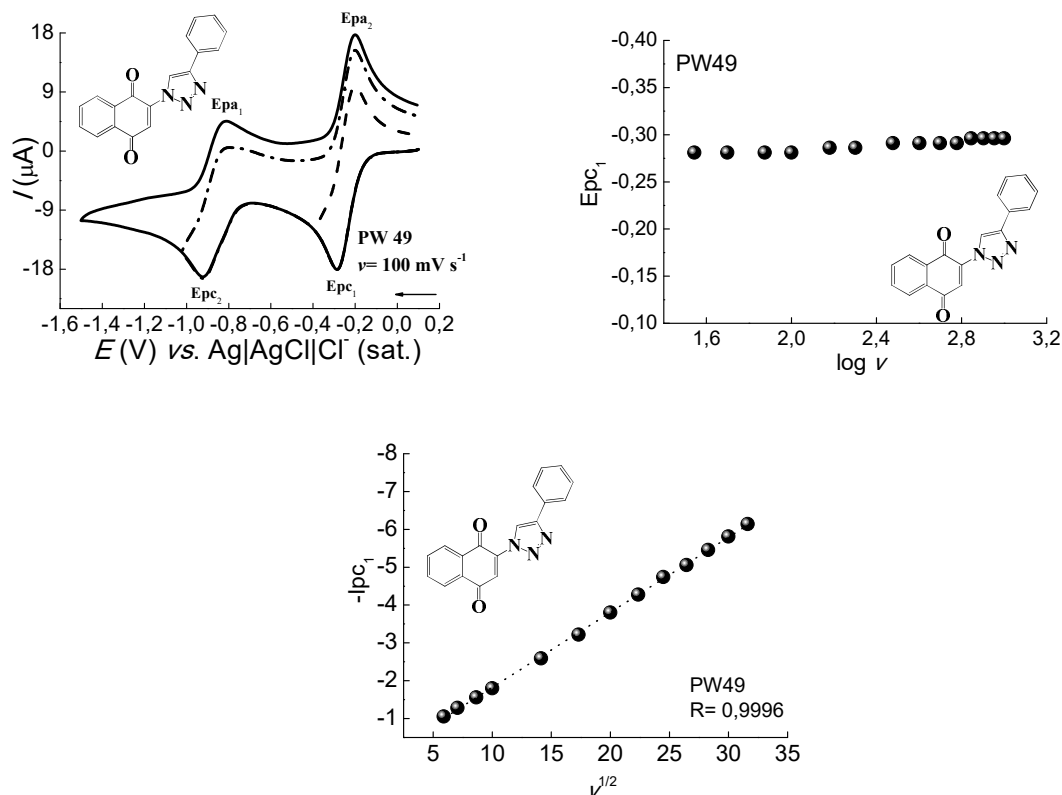 18
9
0
-9
-18
I (μA)
O
O
N
N
N
Epa₁
Epa₂
Epc₂
Epc₁
PW 49
ν= 100 mV s⁻¹
-1,6 -1,4 -1,2 -1,0 -0,8 -0,6 -0,4 -0,2 0,0 0,2
E (V) vs. Ag|AgCl|Cl⁻ (sat.)
-0,40
-0,35
-0,30
-0,25
-0,20
-0,15
-0,10
Epc₁
PW49
O
O
N
N
N
1,6 2,0 2,4 2,8 3,2
log ν
-8
-7
-6
-5
-4
-3
-2
-1
-Ipc₁
O
O
N
N
N
PW49
R= 0,9996
5 10 15 20 25 30 35
ν¹/²